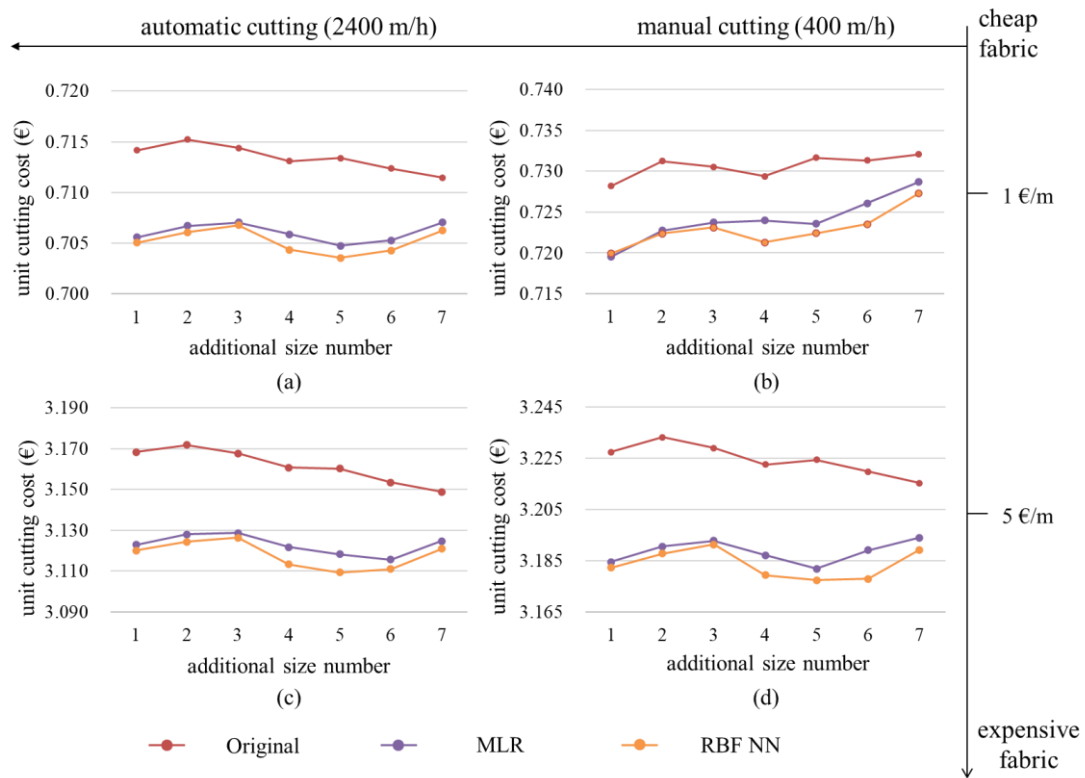 automatic cutting (2400 m/h)
manual cutting (400 m/h)
cheap
fabric
unit cutting cost (€)
0.720
0.715
0.710
0.705
0.700
1 2 3 4 5 6 7
additional size number
(a)
unit cutting cost (€)
0.740
0.735
0.730
0.725
0.720
0.715
1 2 3 4 5 6 7
additional size number
(b)
1 €/m
unit cutting cost (€)
3.190
3.170
3.150
3.130
3.110
3.090
1 2 3 4 5 6 7
additional size number
(c)
unit cutting cost (€)
3.245
3.225
3.205
3.185
3.165
1 2 3 4 5 6 7
additional size number
(d)
5 €/m
Original
MLR
RBF NN
expensive
fabric